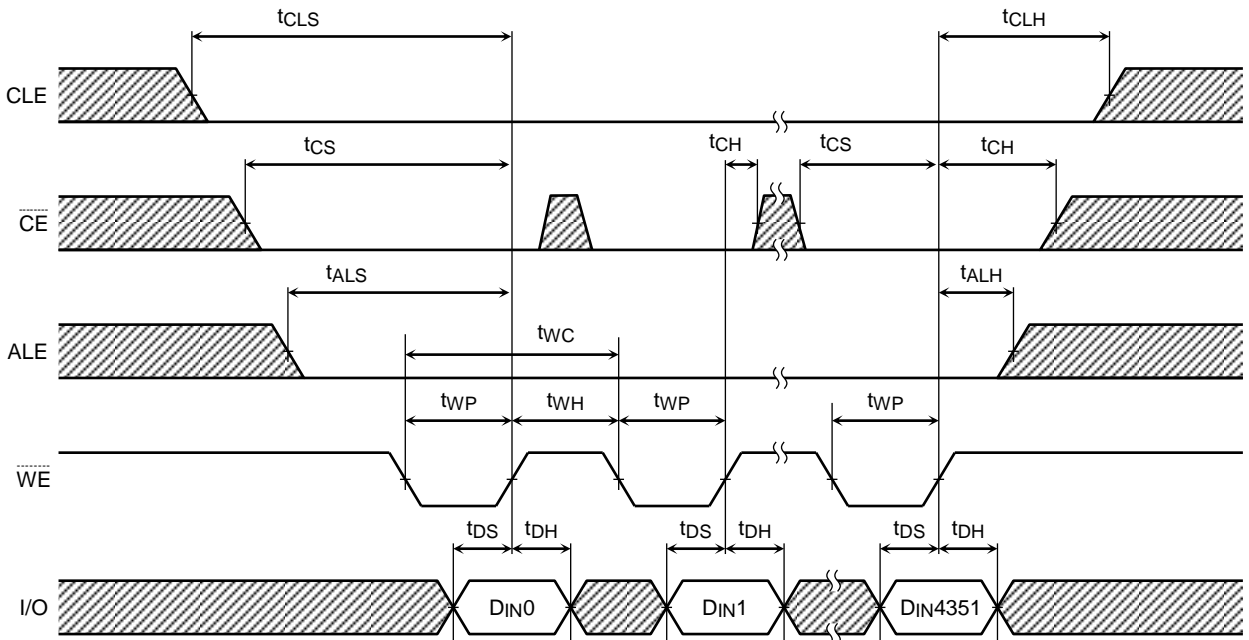 tCLS tCLH
CLE
tCS tCH tCS tCH
CE
tALS tALH
ALE
tWC
tWP tWH tWP tWP
WE
tDS tDH tDS tDH tDS tDH
I/O DIN0 DIN1 DIN4351